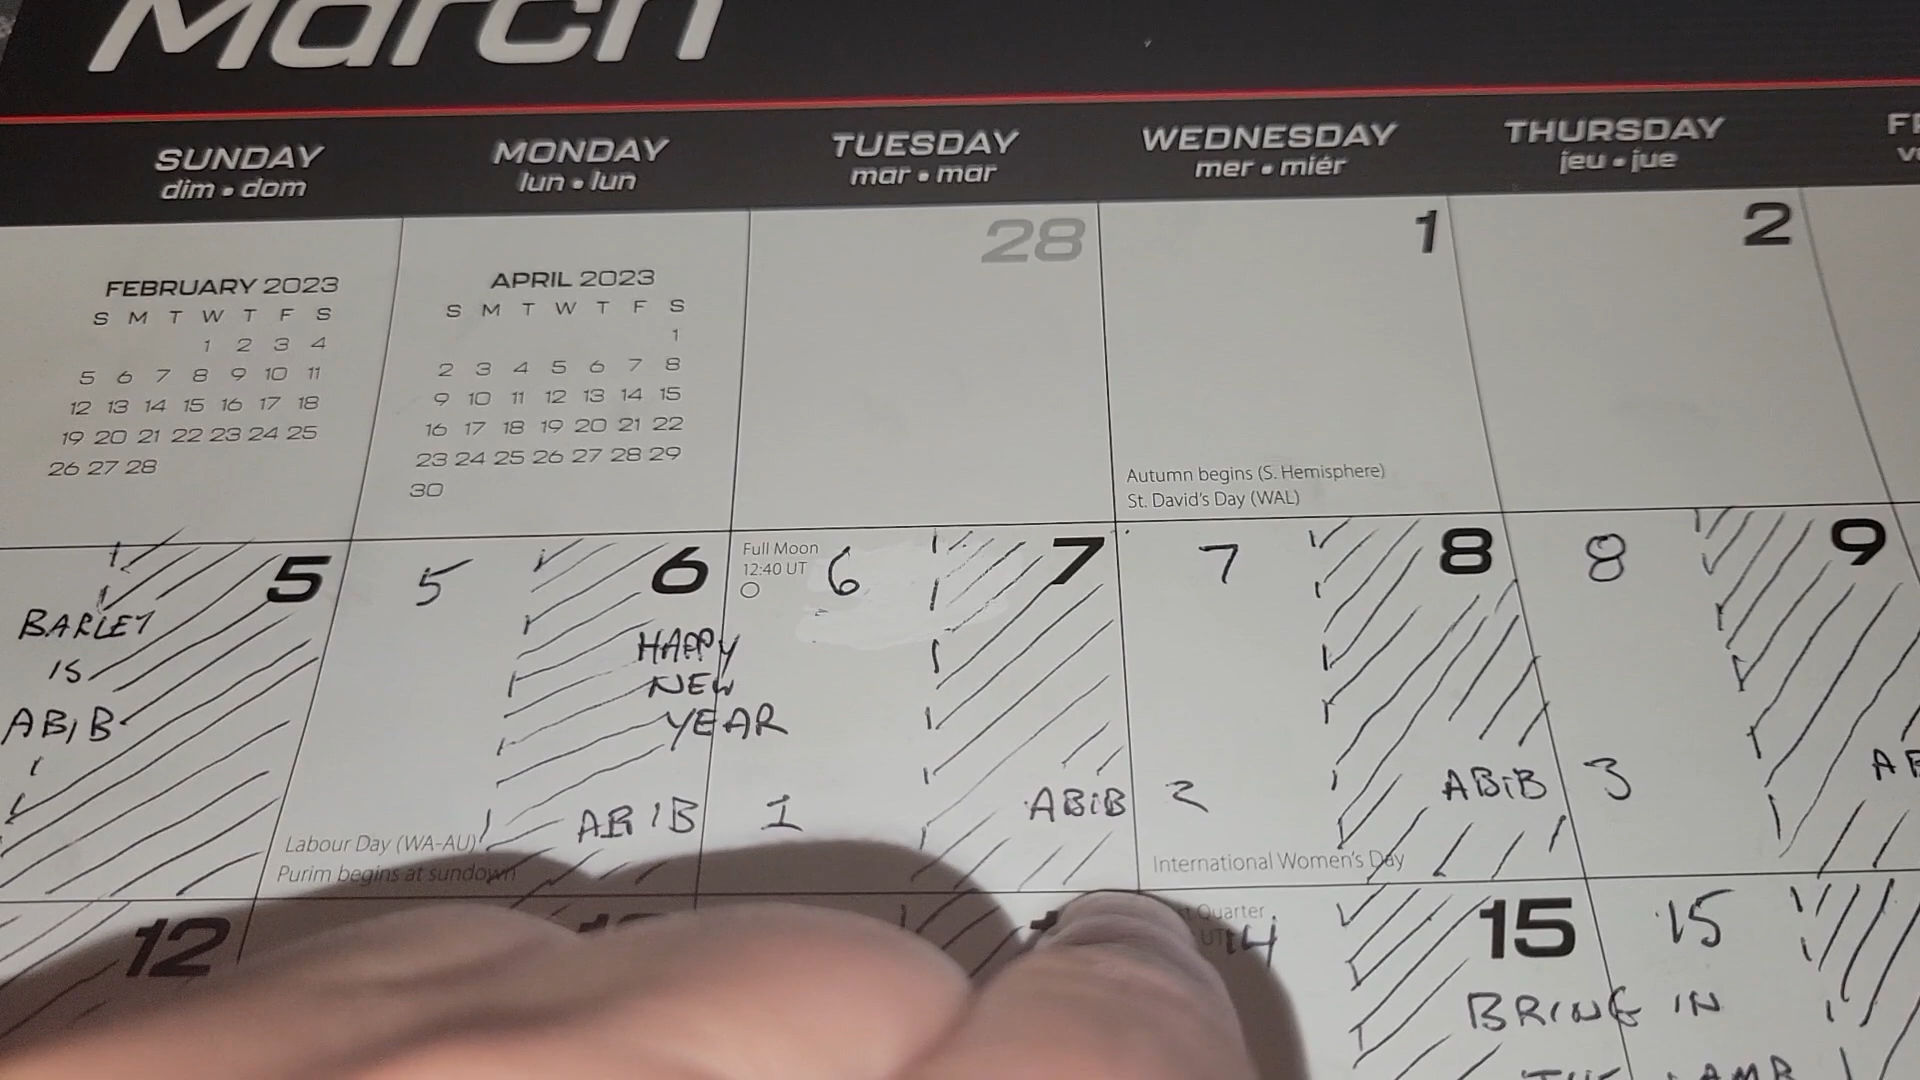 March
SUNDAY
dim • dom
MONDAY
lun • lun
TUESDAY
mar • mar
WEDNESDAY
mer • miér
THURSDAY
jeu • jue
28
1
2
FEBRUARY 2023
S M T W T F S
1 2 3 4
5 6 7 8 9 10 11
12 13 14 15 16 17 18
19 20 21 22 23 24 25
26 27 28
APRIL 2023
S M T W T F S
1
2 3 4 5 6 7 8
9 10 11 12 13 14 15
16 17 18 19 20 21 22
23 24 25 26 27 28 29
30
Autumn begins (S. Hemisphere)
St. David's Day (WAL)
5
BARLEY
IS
ABIB
5
6
HAPPY
NEW
YEAR
ABIB 1
Labour Day (WA-AU)
Purim begins at sundown
Full Moon
12:40 UT
6
7
ABIB 2
7
8
ABIB 3
International Women's Day
8
9
12
Quarter
14
15
15
BRING IN